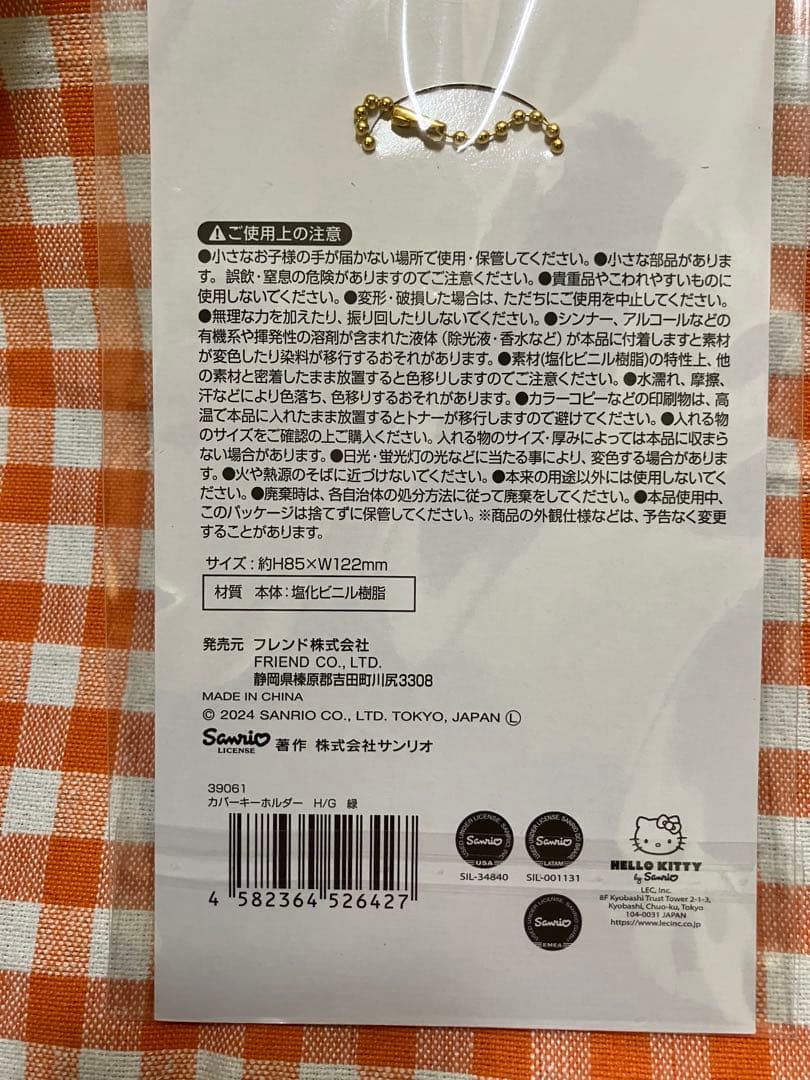 ⚠ご使用上の注意
●小さなお子様の手が届かない場所で使用・保管してください。●小さな部品がありま
す。誤飲・窒息の危険がありますのでご注意ください。●貴重品やこわれやすいものに
使用しないでください。●変形・破損した場合は、ただちにご使用を中止してください。
●無理な力を加えたり、振り回したりしないでください。●シンナー、アルコールなどの
有機系や揮発性の溶剤が含まれた液体（除光液・香水など）が本品に付着しますと素材
が変色したり染料が移行するおそれがあります。●素材(塩化ビニル樹脂)の特性上、他
の素材と密着したまま放置すると色移りしますのでご注意ください。●水濡れ、摩擦、
汗などにより色落ち、色移りするおそれがあります。●カラーコピーなどの印刷物は、高
温で本品に入れたまま放置するとトナーが移行しますので避けてください。●入れる物
のサイズをご確認の上ご購入ください。入れる物のサイズ・厚みによっては本品に収まら
ない場合があります。●日光・蛍光灯の光などに当たる事により、変色する場合がありま
す。●火や熱源のそばに近づけないでください。●本来の用途以外には使用しないでく
ださい。●廃棄時は、各自治体の処分方法に従って廃棄をしてください。●本品使用中、
このパッケージは捨てずに保管してください。※商品の外観仕様などは、予告なく変更
することがあります。
サイズ：約H85×W122mm
材質 本体：塩化ビニル樹脂
発売元 フレンド株式会社
FRIEND CO., LTD.
静岡県榛原郡吉田町川尻3308
MADE IN CHINA
© 2024 SANRIO CO., LTD. TOKYO, JAPAN Ⓛ
Sanrio LICENSE 著作 株式会社サンリオ
39061
カバーキーホルダー H/G 緑
4 582364 526427
Sanrio
USA
SIL-34840
Sanrio
LATAM
SIL-001131
Sanrio
EMEA
HELLO KITTY
by Sanrio
LEC, Inc.
8F Kyobashi Trust Tower 2-1-3,
Kyobashi, Chuo-ku, Tokyo
104-0031 JAPAN
https://www.lecinc.co.jp